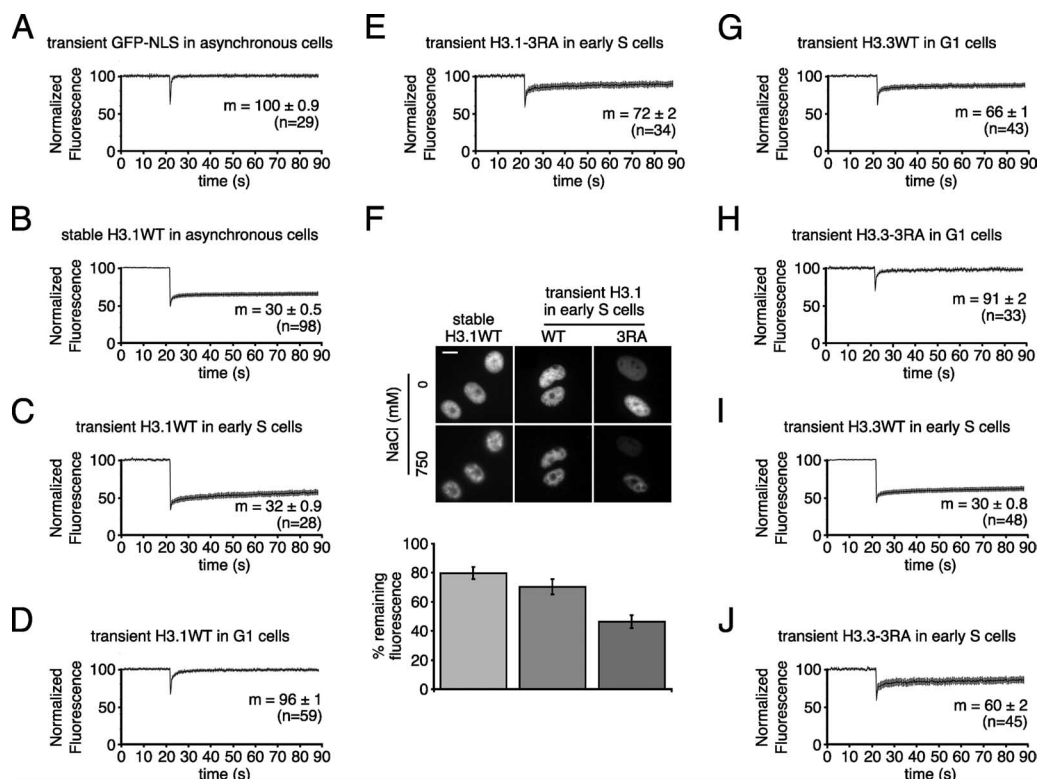 A
transient GFP-NLS in asynchronous cells
Normalized
Fluorescence
100
50
0
m = 100 ± 0.9
(n=29)
0 10 20 30 40 50 60 70 80 90
time (s)
B
stable H3.1WT in asynchronous cells
Normalized
Fluorescence
100
50
0
m = 30 ± 0.5
(n=98)
0 10 20 30 40 50 60 70 80 90
time (s)
C
transient H3.1WT in early S cells
Normalized
Fluorescence
100
50
0
m = 32 ± 0.9
(n=28)
0 10 20 30 40 50 60 70 80 90
time (s)
D
transient H3.1WT in G1 cells
Normalized
Fluorescence
100
50
0
m = 96 ± 1
(n=59)
0 10 20 30 40 50 60 70 80 90
time (s)
E
transient H3.1-3RA in early S cells
Normalized
Fluorescence
100
50
0
m = 72 ± 2
(n=34)
0 10 20 30 40 50 60 70 80 90
time (s)
F
stable
H3.1WT
transient H3.1
in early S cells
WT 3RA
NaCl (mM)
0
750
% remaining
fluorescence
100
80
60
40
20
0
G
transient H3.3WT in G1 cells
Normalized
Fluorescence
100
50
0
m = 66 ± 1
(n=43)
0 10 20 30 40 50 60 70 80 90
time (s)
H
transient H3.3-3RA in G1 cells
Normalized
Fluorescence
100
50
0
m = 91 ± 2
(n=33)
0 10 20 30 40 50 60 70 80 90
time (s)
I
transient H3.3WT in early S cells
Normalized
Fluorescence
100
50
0
m = 30 ± 0.8
(n=48)
0 10 20 30 40 50 60 70 80 90
time (s)
J
transient H3.3-3RA in early S cells
Normalized
Fluorescence
100
50
0
m = 60 ± 2
(n=45)
0 10 20 30 40 50 60 70 80 90
time (s)